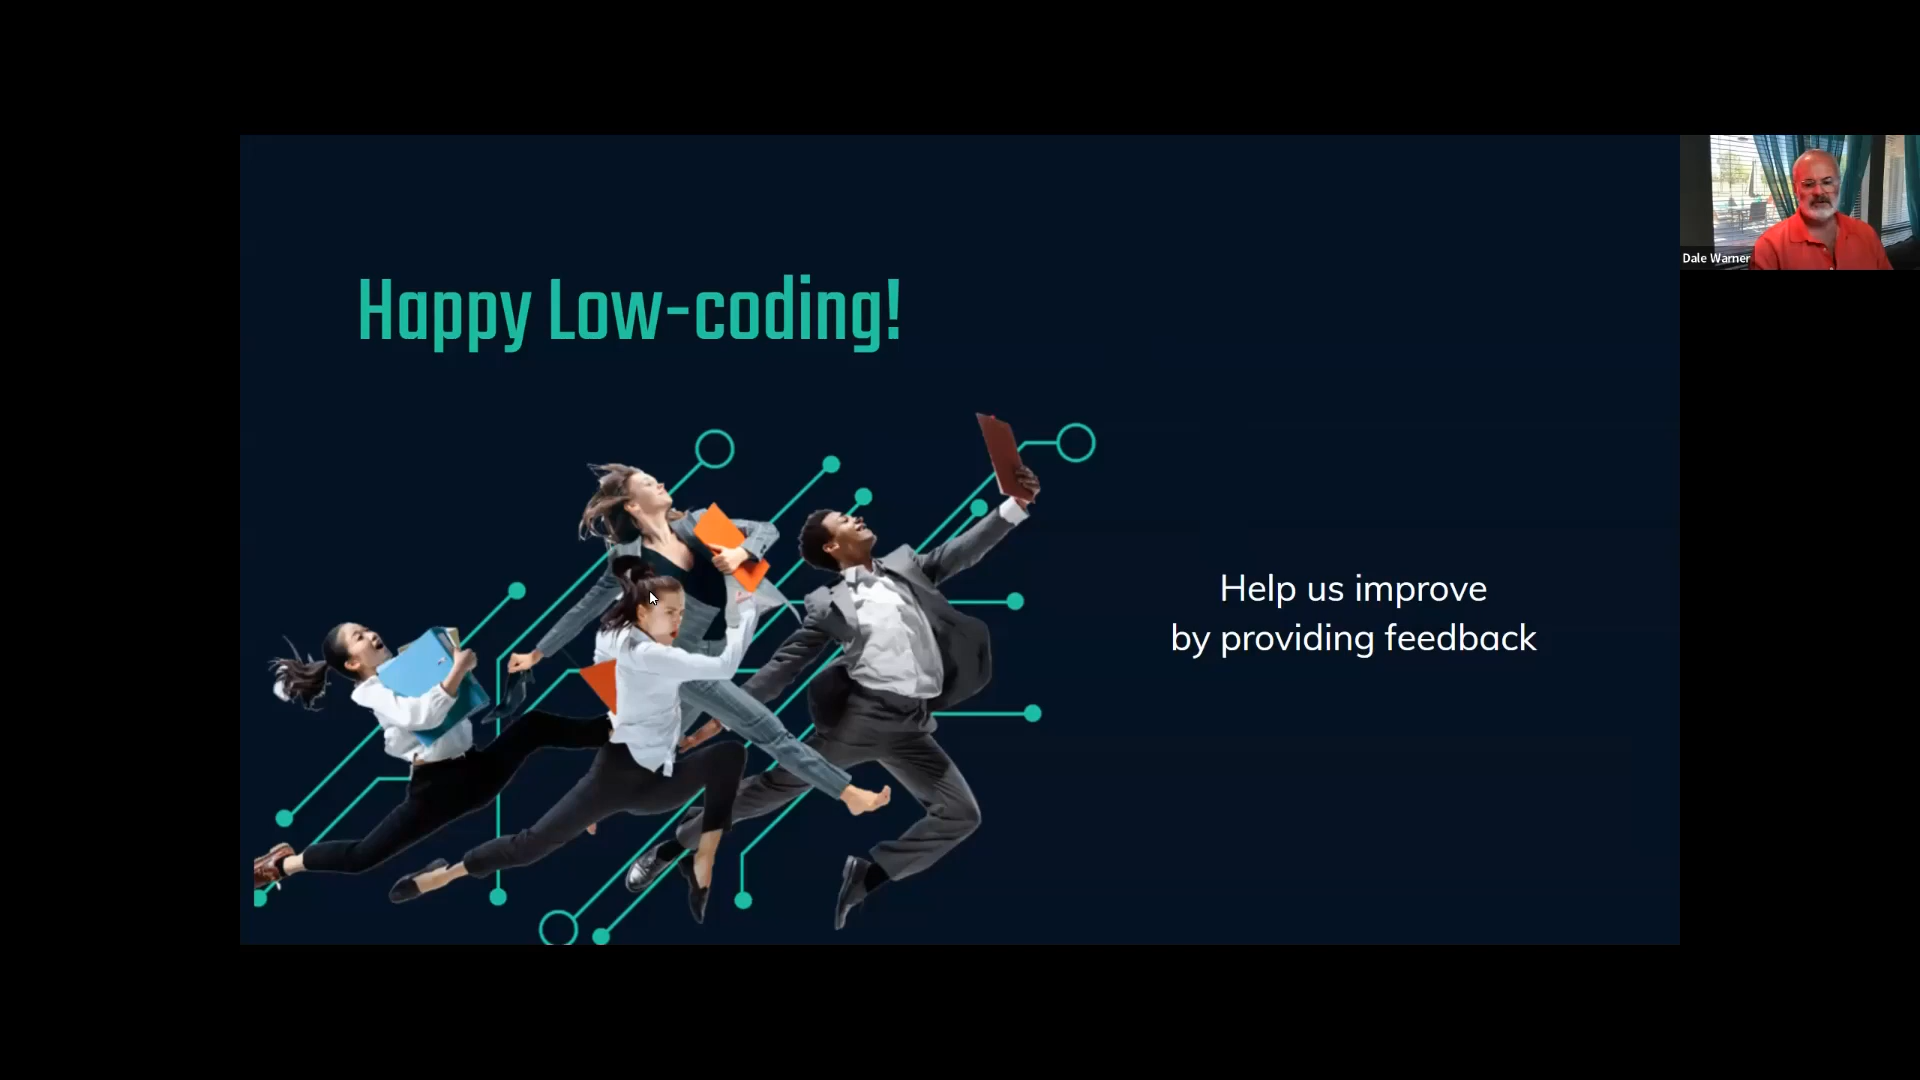 Happy Low-coding!
Help us improve
by providing feedback
Dale Warner